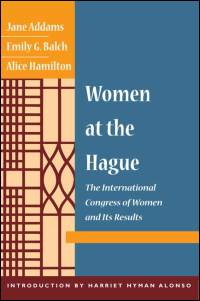 Jane Addams
Emily G. Balch
Alice Hamilton
Women
at the
Hague
The International
Congress of Women
and Its Results
INTRODUCTION BY HARRIET HYMAN ALONSO